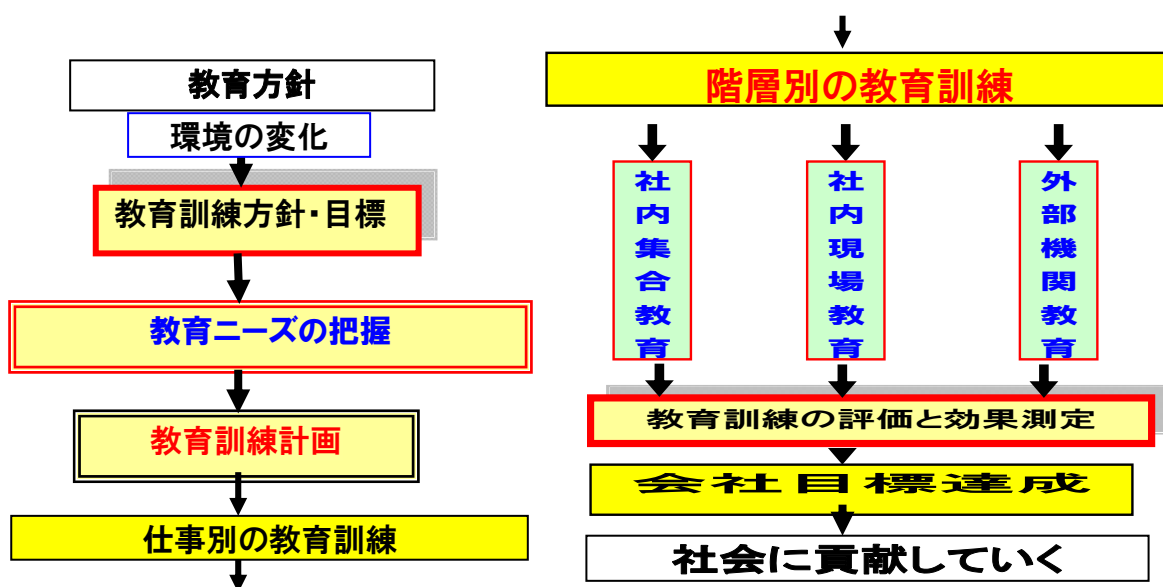 教育方針
環境の変化
教育訓練方針・目標
教育ニーズの把握
教育訓練計画
仕事別の教育訓練
階層別の教育訓練
社内集合教育
社内現場教育
外部機関教育
教育訓練の評価と効果測定
会社目標達成
社会に貢献していく